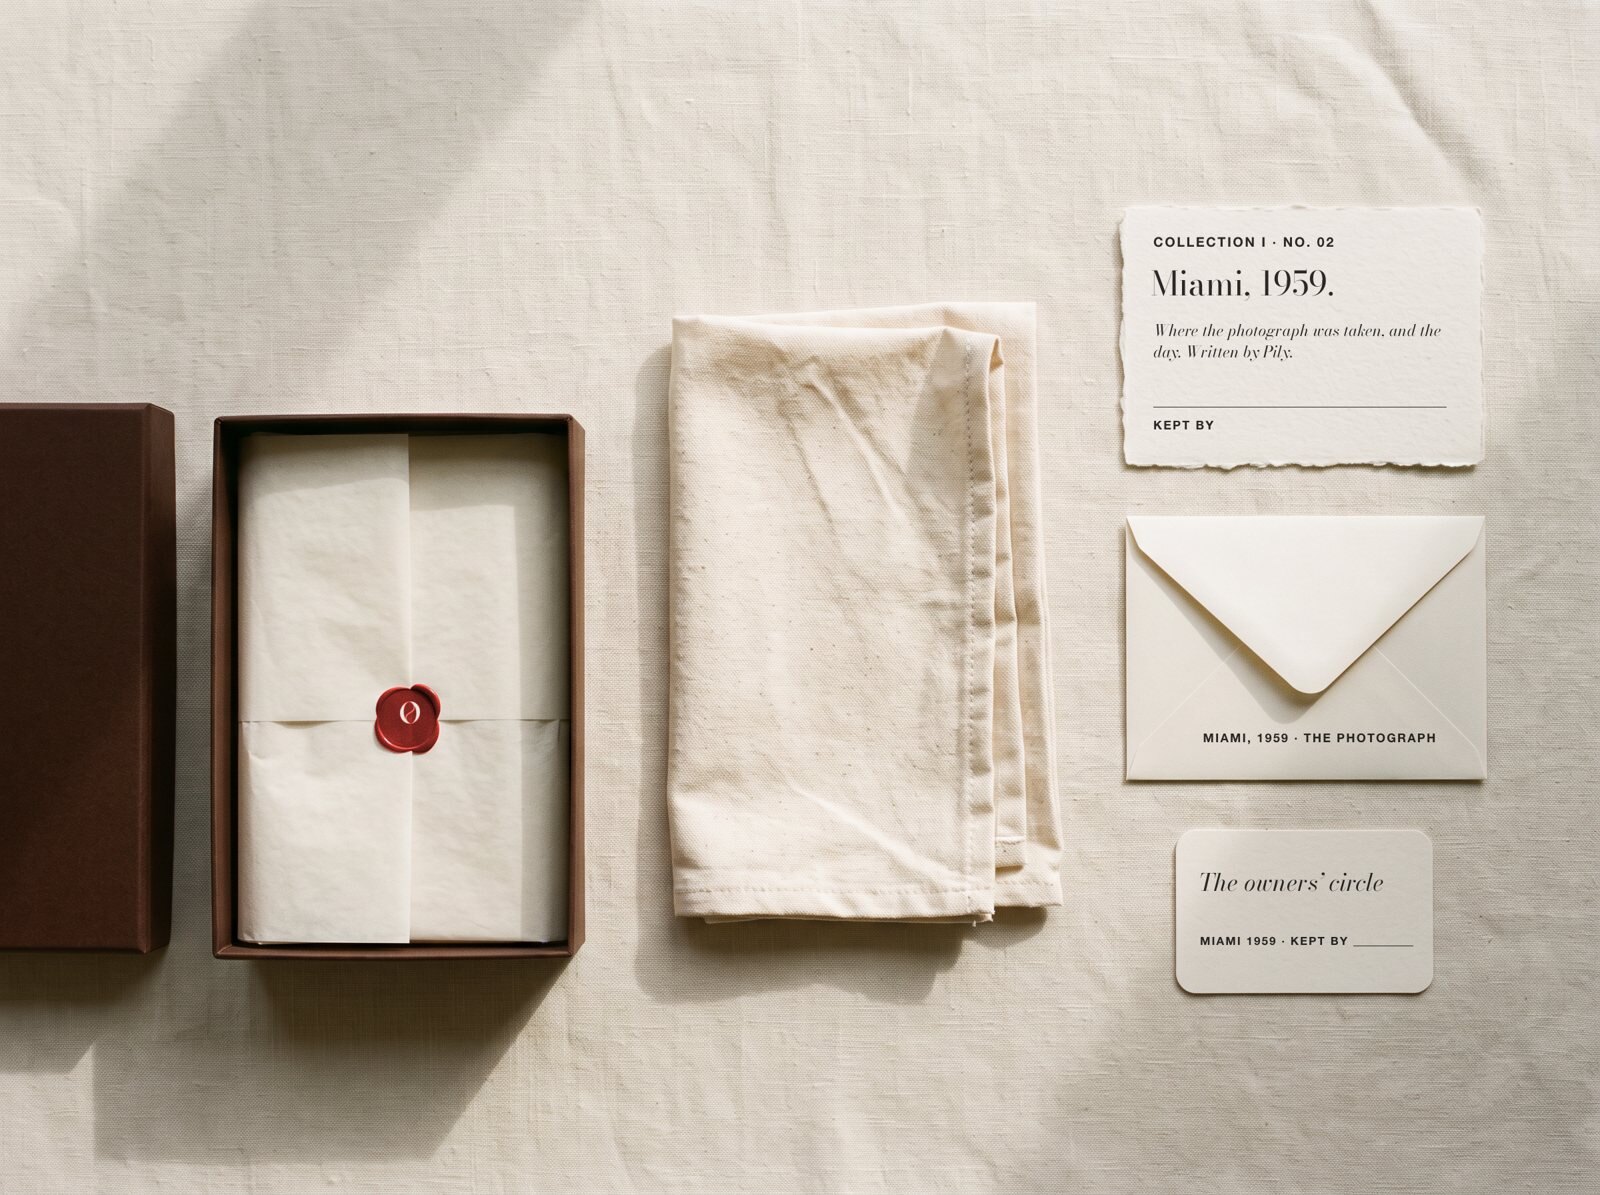 COLLECTION I · NO. 02
Miami, 1959.
Where the photograph was taken, and the
day. Written by Pily.
KEPT BY
MIAMI, 1959 · THE PHOTOGRAPH
The owners’ circle
MIAMI 1959 · KEPT BY